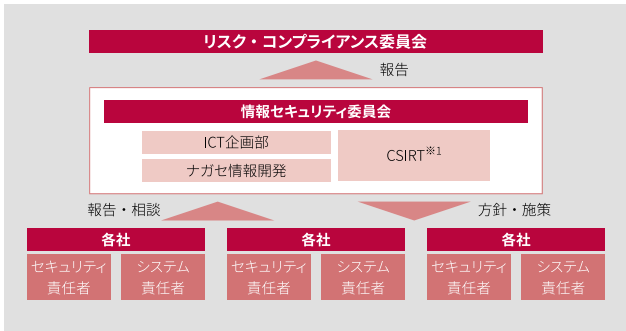 リスク・コンプライアンス委員会
報告
情報セキュリティ委員会
ICT企画部
ナガセ情報開発
CSIRT※1
報告・相談
方針・施策
各社
セキュリティ
責任者
システム
責任者
各社
セキュリティ
責任者
システム
責任者
各社
セキュリティ
責任者
システム
責任者